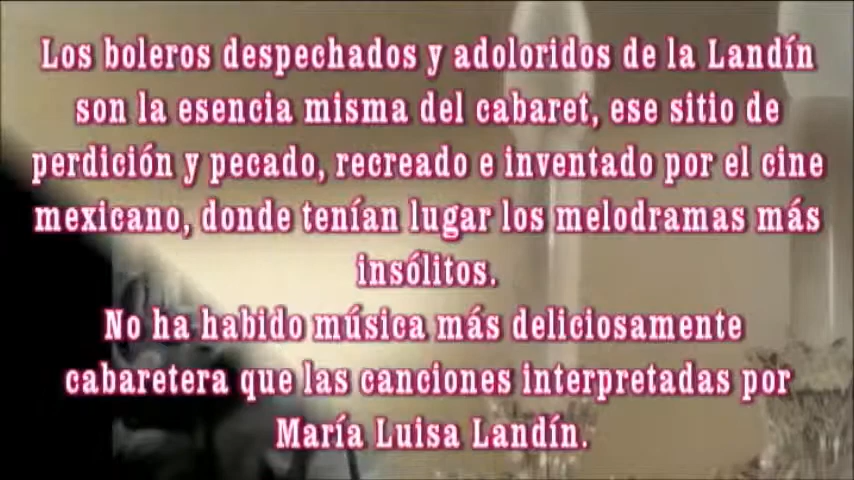 Los boleros despechados y adoloridos de la Landín
son la esencia misma del cabaret, ese sitio de
perdición y pecado, recreado e inventado por el cine
mexicano, donde tenían lugar los melodramas más
insólitos.
No ha habido música más deliciosamente
cabaretera que las canciones interpretadas por
María Luisa Landín.